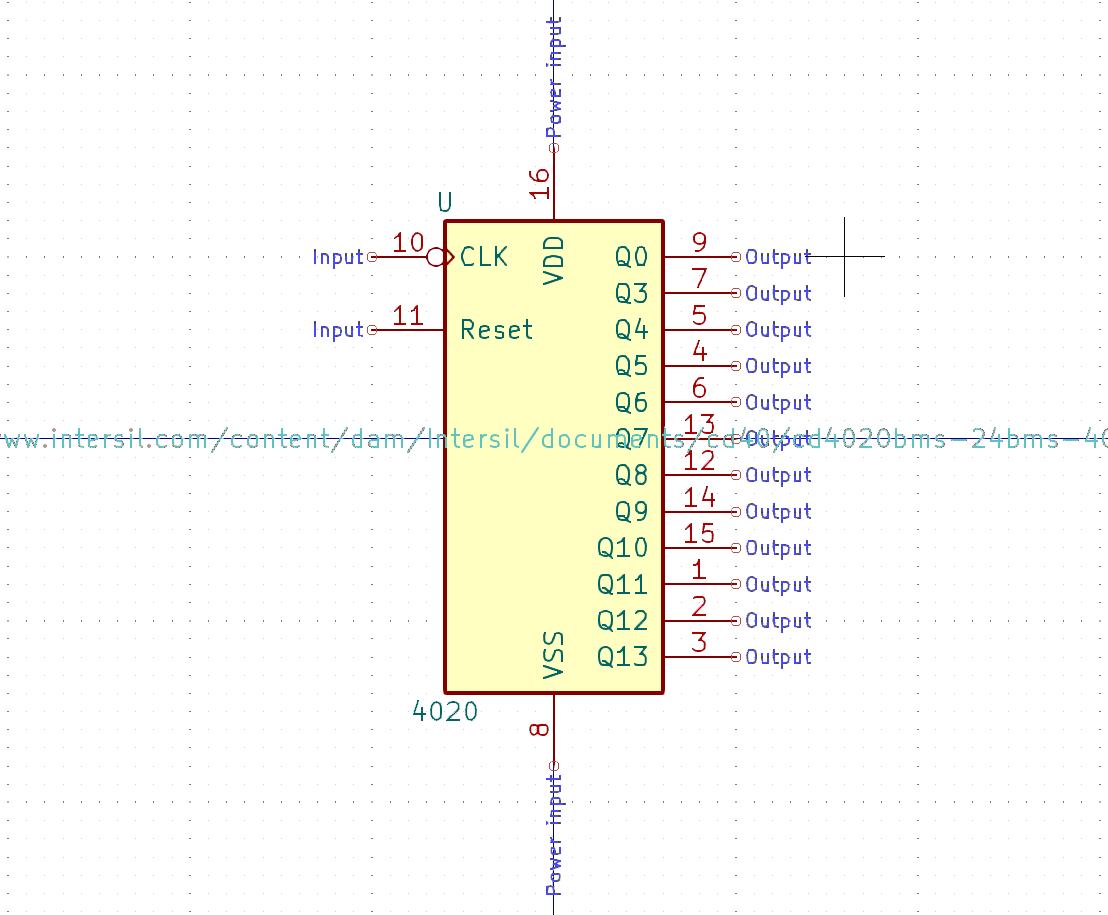 Power input
16
U
VDD
Input 10 CLK Q0 9 Output
Q3 7 Output
Input 11 Reset Q4 5 Output
Q5 4 Output
Q6 6 Output
Q7 13 Output
ww.intersil.com/content/dam/Intersil/documents/cd40/cd4020bms-24bms-40
Q8 12 Output
Q9 14 Output
Q10 15 Output
Q11 1 Output
Q12 2 Output
Q13 3 Output
VSS
4020
8
Power input